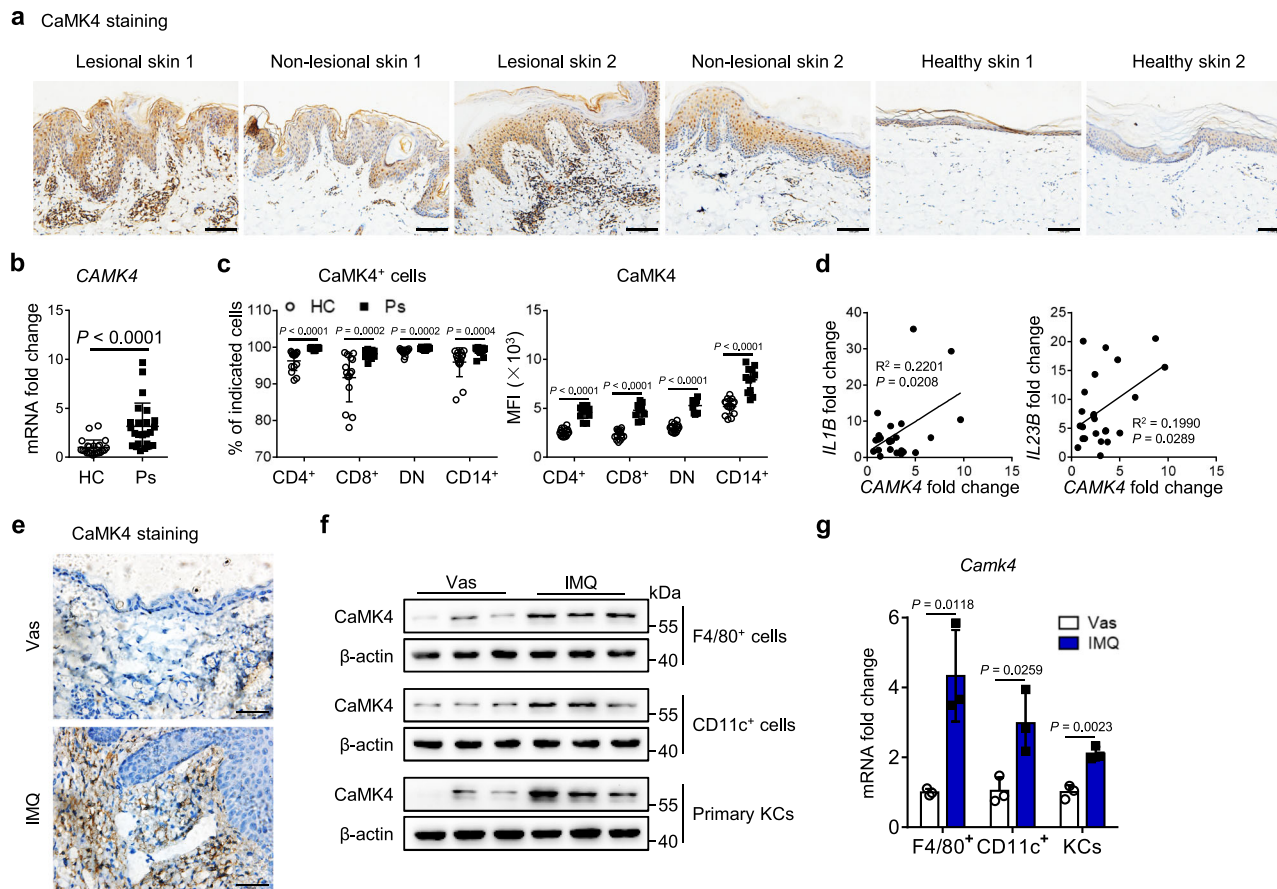 a CaMK4 staining
Lesional skin 1 Non-lesional skin 1 Lesional skin 2 Non-lesional skin 2 Healthy skin 1 Healthy skin 2
b
CAMK4
mRNA fold change
15
10
5
0
P < 0.0001
HC Ps
c
CaMK4⁺ cells
HC Ps
% of indicated cells
110
100
90
80
70
P < 0.0001 P = 0.0002 P = 0.0002 P = 0.0004
CD4⁺ CD8⁺ DN CD14⁺
CaMK4
MFI (×10³)
15
10
5
0
P < 0.0001 P < 0.0001 P < 0.0001 P < 0.0001
CD4⁺ CD8⁺ DN CD14⁺
d
IL1B fold change
40
30
20
10
0
R² = 0.2201
P = 0.0208
0 5 10 15
CAMK4 fold change
IL23B fold change
25
20
15
10
5
0
R² = 0.1990
P = 0.0289
0 5 10 15
CAMK4 fold change
e
CaMK4 staining
Vas
IMQ
f
Vas IMQ
kDa
CaMK4
55
β-actin
40
F4/80⁺ cells
CaMK4
55
β-actin
40
CD11c⁺ cells
CaMK4
55
β-actin
40
Primary KCs
g
Camk4
mRNA fold change
6
4
2
0
P = 0.0118
P = 0.0259
P = 0.0023
Vas
IMQ
F4/80⁺ CD11c⁺ KCs